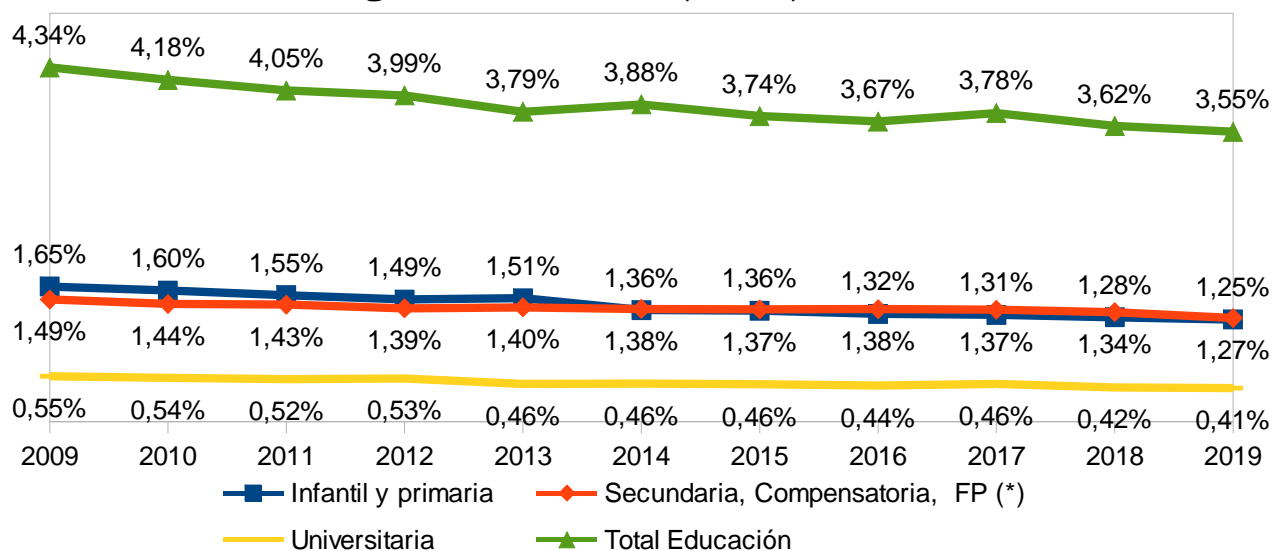 4,34% 4,18% 4,05% 3,99% 3,79% 3,88% 3,74% 3,67% 3,78% 3,62% 3,55%
1,65% 1,60% 1,55% 1,49% 1,51% 1,36% 1,36% 1,32% 1,31% 1,28% 1,25%
1,49% 1,44% 1,43% 1,39% 1,40% 1,38% 1,37% 1,38% 1,37% 1,34% 1,27%
0,55% 0,54% 0,52% 0,53% 0,46% 0,46% 0,46% 0,44% 0,46% 0,42% 0,41%
2009 2010 2011 2012 2013 2014 2015 2016 2017 2018 2019
Infantil y primaria Secundaria, Compensatoria, FP (*)
Universitaria Total Educación